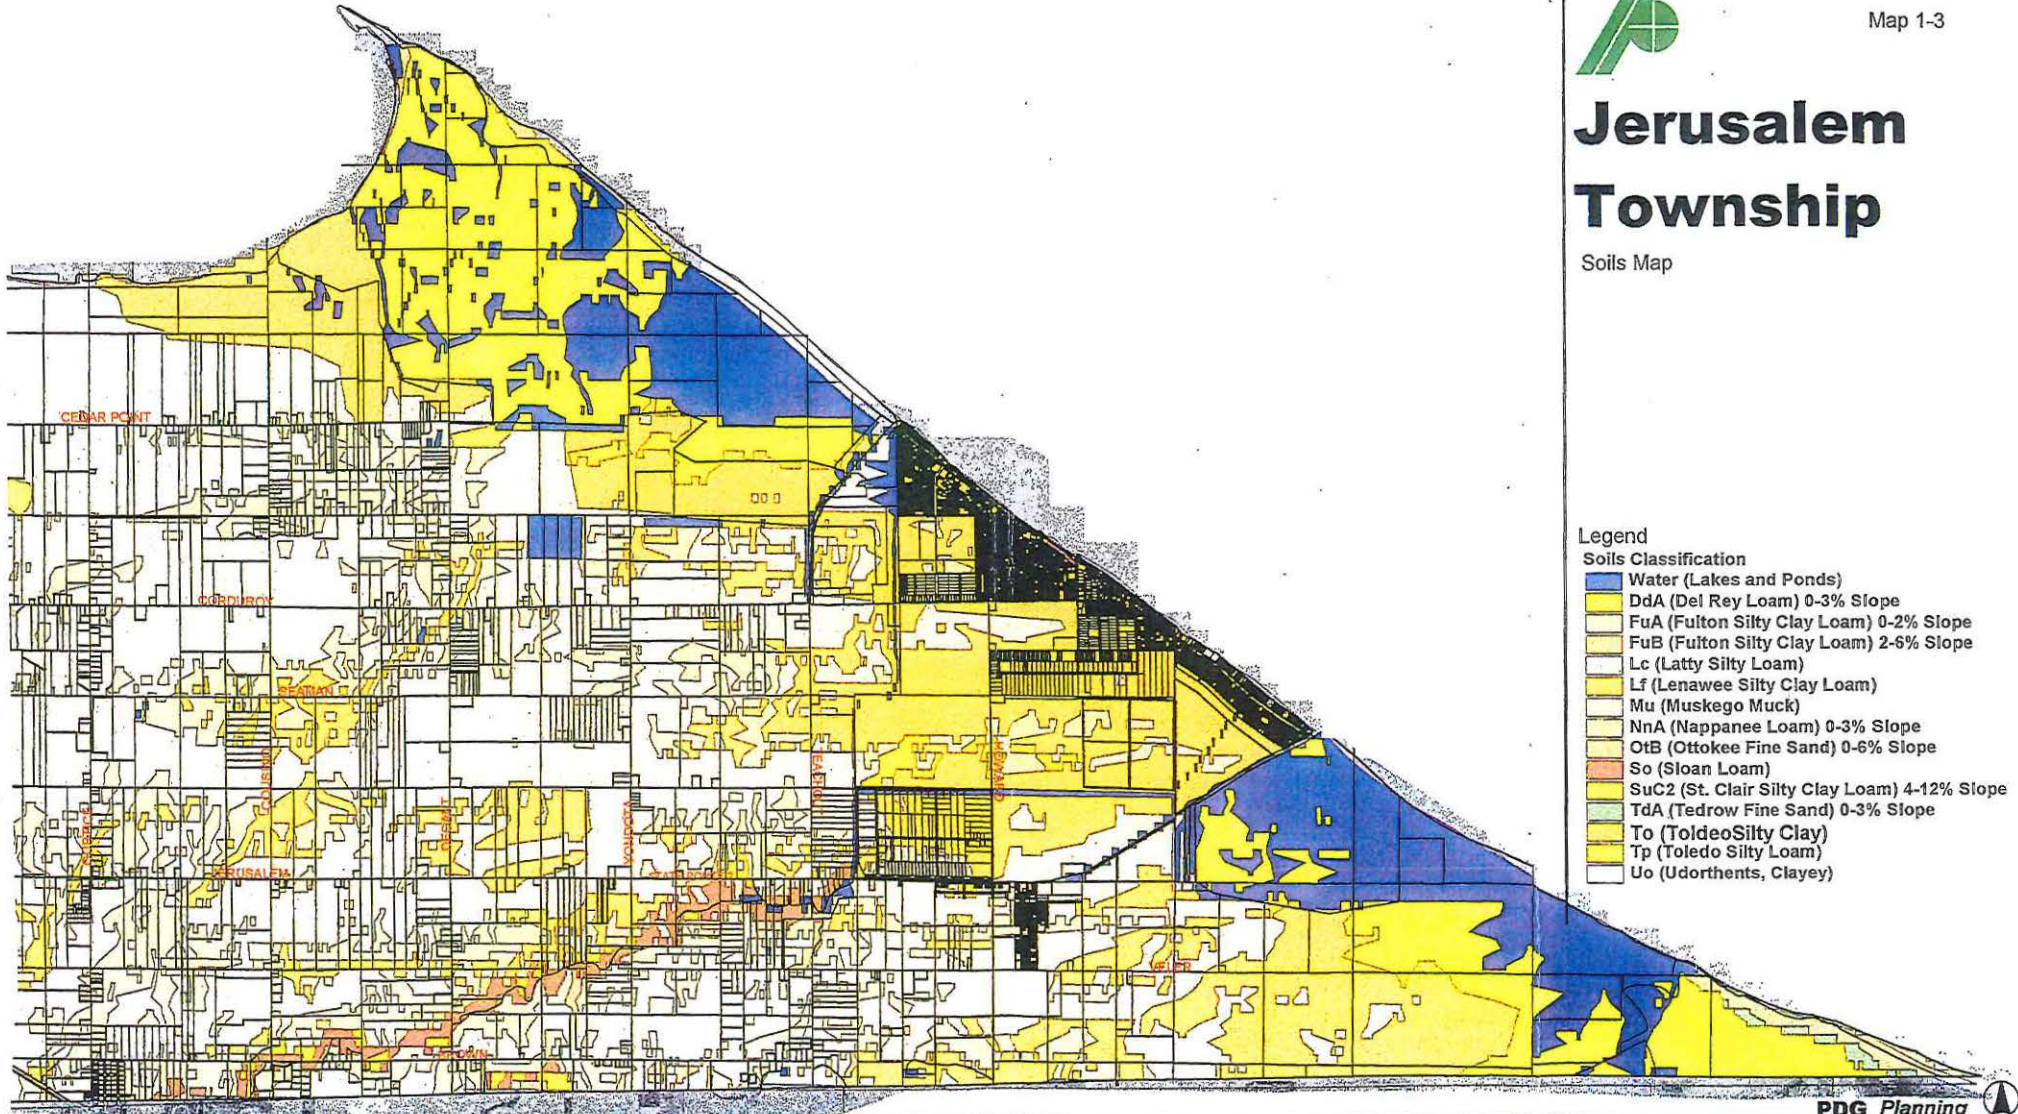 Map 1-3
Jerusalem
Township
Soils Map
Legend
Soils Classification
Water (Lakes and Ponds)
DdA (Del Rey Loam) 0-3% Slope
FuA (Fulton Silty Clay Loam) 0-2% Slope
FuB (Fulton Silty Clay Loam) 2-6% Slope
Lc (Latty Silty Loam)
Lf (Lenawee Silty Clay Loam)
Mu (Muskego Muck)
NnA (Nappanee Loam) 0-3% Slope
OtB (Ottokee Fine Sand) 0-6% Slope
So (Sloan Loam)
SuC2 (St. Clair Silty Clay Loam) 4-12% Slope
TdA (Tedrow Fine Sand) 0-3% Slope
To (ToldeoSilty Clay)
Tp (Toledo Silty Loam)
Uo (Udorthents, Clayey)
CEDAR POINT
CORDUROY
SEAMAN
COUSINO
HOWARD
YONDOTA
JERUSALEM
VELER
BROWN
PDG Planning